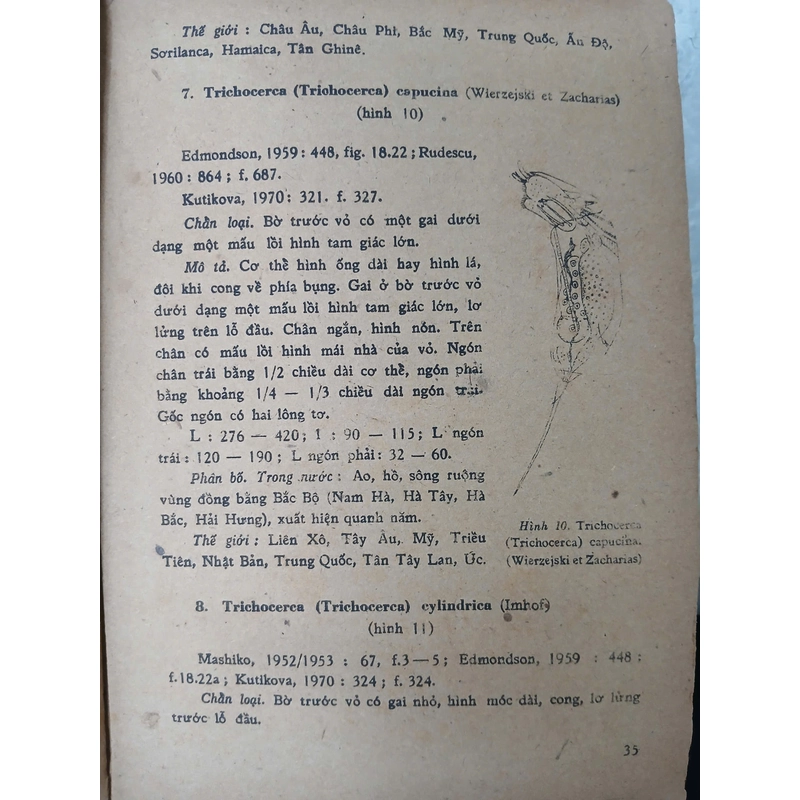 Thế giới : Châu Âu, Châu Phi, Bắc Mỹ, Trung Quốc, Ấn Độ,
Sơrilanca, Hamaica, Tân Ghinê.
7. Trichocerca (Trichocerca) capucina (Wierzejski et Zacharias)
(hình 10)
Edmondson, 1959 : 448, fig. 18.22 ; Rudescu,
1960 : 864 ; f. 687.
Kutikova, 1970 : 321. f. 327.
Chẩn loại. Bờ trước vỏ có một gai dưới
dạng một mấu lồi hình tam giác lớn.
Mô tả. Cơ thể hình ống dài hay hình lá,
đôi khi cong về phía bụng. Gai ở bờ trước vỏ
dưới dạng một mấu lồi hình tam giác lớn, lơ
lửng trên lỗ đầu. Chân ngắn, hình nón. Trên
chân có mấu lồi hình mái nhà của vỏ. Ngón
chân trái bằng 1/2 chiều dài cơ thể, ngón phải
bằng khoảng 1/4 — 1/3 chiều dài ngón trái.
Gốc ngón có hai lông tơ.
L : 276 — 420; 1 : 90 — 115; L ngón
trái : 120 — 190 ; L ngón phải: 32 — 60.
Phân bố. Trong nước : Ao, hồ, sông ruộng
vùng đồng bằng Bắc Bộ (Nam Hà, Hà Tây, Hà
Bắc, Hải Hưng), xuất hiện quanh năm.
Thế giới : Liên Xô, Tây Âu, Mỹ, Triều
Tiên, Nhật Bản, Trung Quốc, Tân Tây Lan, Úc.
Hình 10. Trichocerca
(Trichocerca) capucina.
(Wierzejski et Zacharias)
8. Trichocerca (Trichocerca) cylindrica (Imhof)
(hình 11)
Mashiko, 1952/1953 : 67, f.3—5 ; Edmondson, 1959 : 448 ;
f.18.22a ; Kutikova, 1970 : 324 ; f. 324.
Chẩn loại. Bờ trước vỏ có gai nhỏ, hình móc dài, cong, lơ lửng
trước lỗ đầu.
35